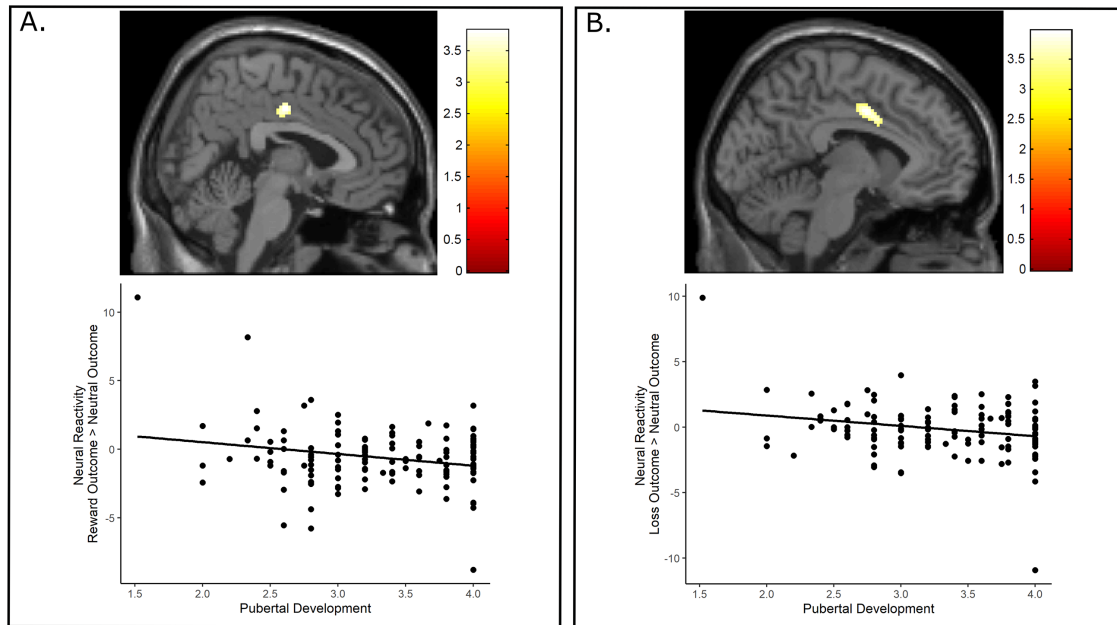 A.
3.5
3
2.5
2
1.5
1
0.5
0
10
5
0
-5
Neural Reactivity
Reward Outcome > Neutral Outcome
1.5 2.0 2.5 3.0 3.5 4.0
Pubertal Development
B.
3.5
3
2.5
2
1.5
1
0.5
0
10
5
0
-5
-10
Neural Reactivity
Loss Outcome > Neutral Outcome
1.5 2.0 2.5 3.0 3.5 4.0
Pubertal Development